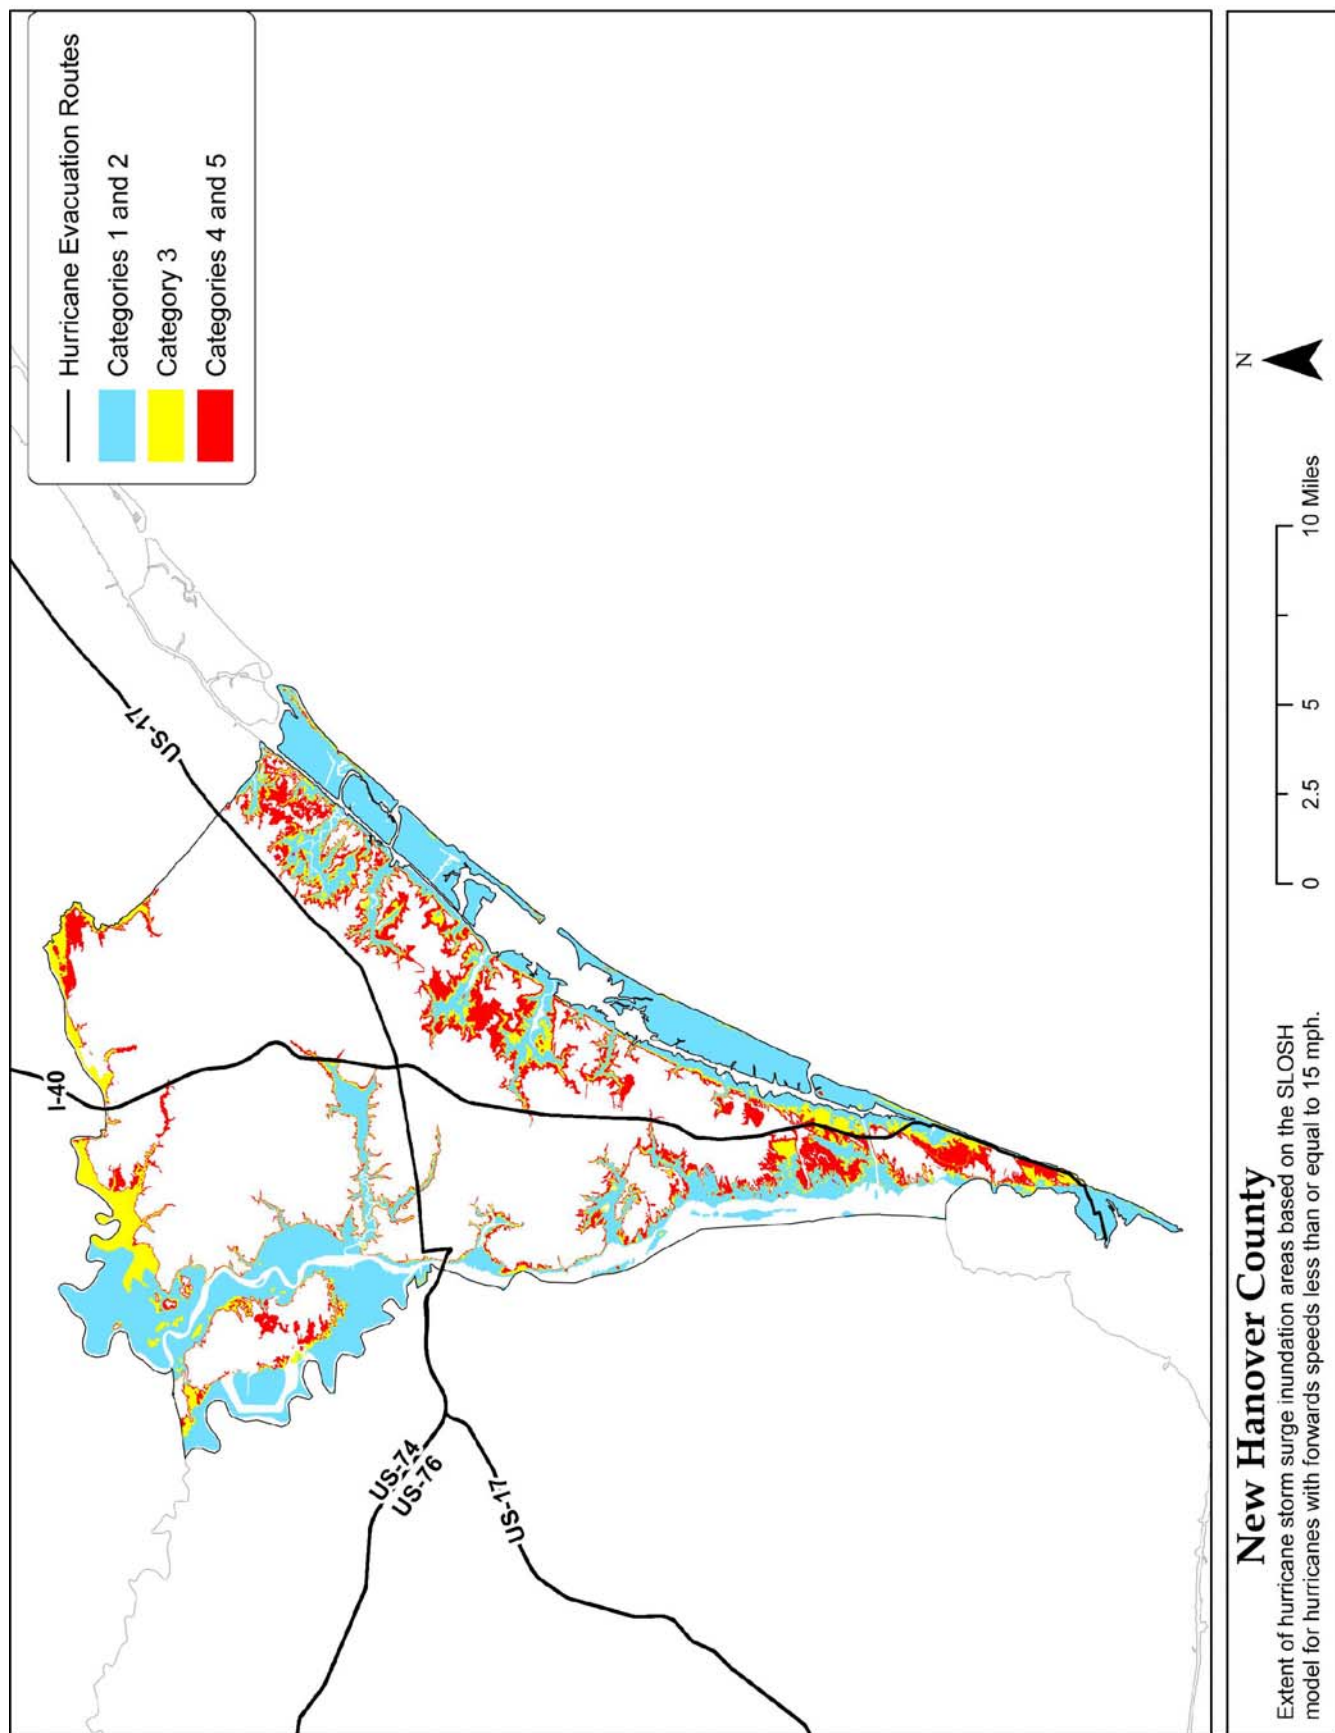 Hurricane Evacuation Routes
Categories 1 and 2
Category 3
Categories 4 and 5
I-40
US-17
US-74
US-76
US-17
New Hanover County
Extent of hurricane storm surge inundation areas based on the SLOSH
model for hurricanes with forwards speeds less than or equal to 15 mph.
0 2.5 5 10 Miles
N